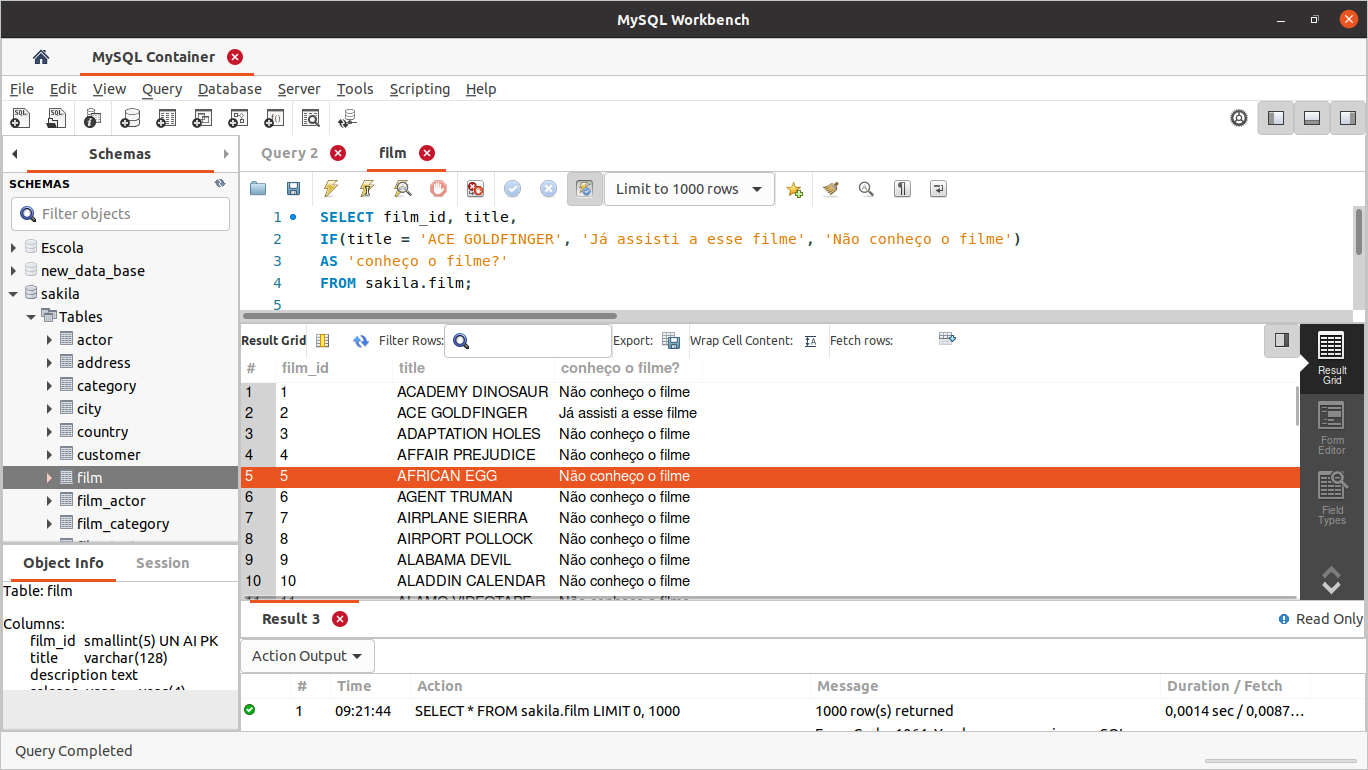 MySQL Workbench
MySQL Container
File Edit View Query Database Server Tools Scripting Help
Schemas
Query 2
film
SCHEMAS
Limit to 1000 rows
Filter objects
Escola
new_data_base
sakila
Tables
actor
address
category
city
country
customer
film
film_actor
film_category
1 SELECT film_id, title,
2 IF(title = 'ACE GOLDFINGER', 'Já assisti a esse filme', 'Não conheço o filme')
3 AS 'conheço o filme?'
4 FROM sakila.film;
5
Result Grid Filter Rows: Export: Wrap Cell Content: Fetch rows:
# film_id title conheço o filme?
1 1 ACADEMY DINOSAUR Não conheço o filme
2 2 ACE GOLDFINGER Já assisti a esse filme
3 3 ADAPTATION HOLES Não conheço o filme
4 4 AFFAIR PREJUDICE Não conheço o filme
5 5 AFRICAN EGG Não conheço o filme
6 6 AGENT TRUMAN Não conheço o filme
7 7 AIRPLANE SIERRA Não conheço o filme
8 8 AIRPORT POLLOCK Não conheço o filme
9 9 ALABAMA DEVIL Não conheço o filme
10 10 ALADDIN CALENDAR Não conheço o filme
Result
Grid
Form
Editor
Field
Types
Object Info Session
Table: film
Columns:
film_id smallint(5) UN AI PK
title varchar(128)
description text
Result 3
Read Only
Action Output
# Time Action Message Duration / Fetch
1 09:21:44 SELECT * FROM sakila.film LIMIT 0, 1000 1000 row(s) returned 0,0014 sec / 0,0087...
Query Completed